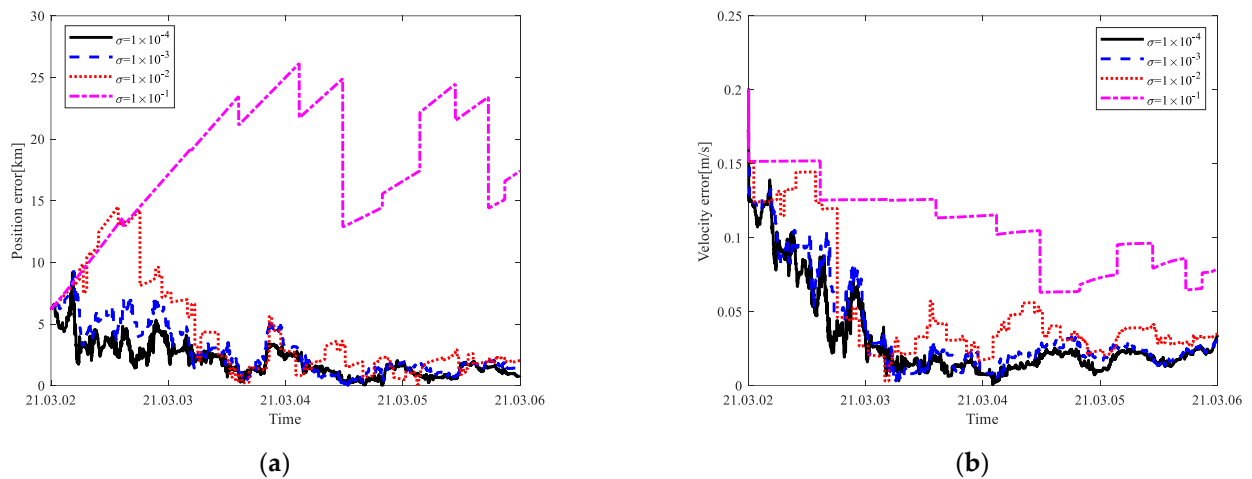 30
25
20
15
10
5
0
Position error[km]
σ=1×10⁻⁴
σ=1×10⁻³
σ=1×10⁻²
σ=1×10⁻¹
21.03.02 21.03.03 21.03.04 21.03.05 21.03.06
Time
(a)
0.25
0.2
0.15
0.1
0.05
0
Velocity error[m/s]
σ=1×10⁻⁴
σ=1×10⁻³
σ=1×10⁻²
σ=1×10⁻¹
21.03.02 21.03.03 21.03.04 21.03.05 21.03.06
Time
(b)